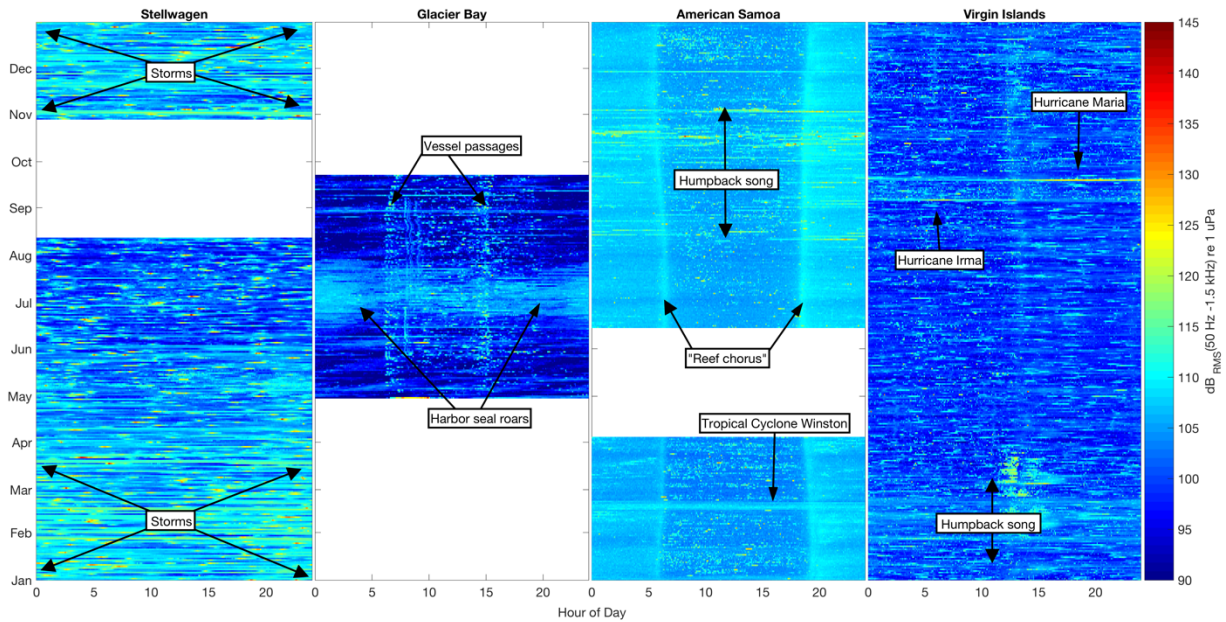 Stellwagen
Glacier Bay
American Samoa
Virgin Islands
Dec
Nov
Oct
Sep
Aug
Jul
Jun
May
Apr
Mar
Feb
Jan
Storms
Storms
0 5 10 15 20
Vessel passages
Harbor seal roars
0 5 10 15 20
Humpback song
"Reef chorus"
Tropical Cyclone Winston
0 5 10 15 20
Hurricane Maria
Hurricane Irma
Humpback song
0 5 10 15 20
Hour of Day
145
140
135
130
125
120
115
110
105
100
95
90
dB RMS (50 Hz -1.5 kHz) re 1 uPa